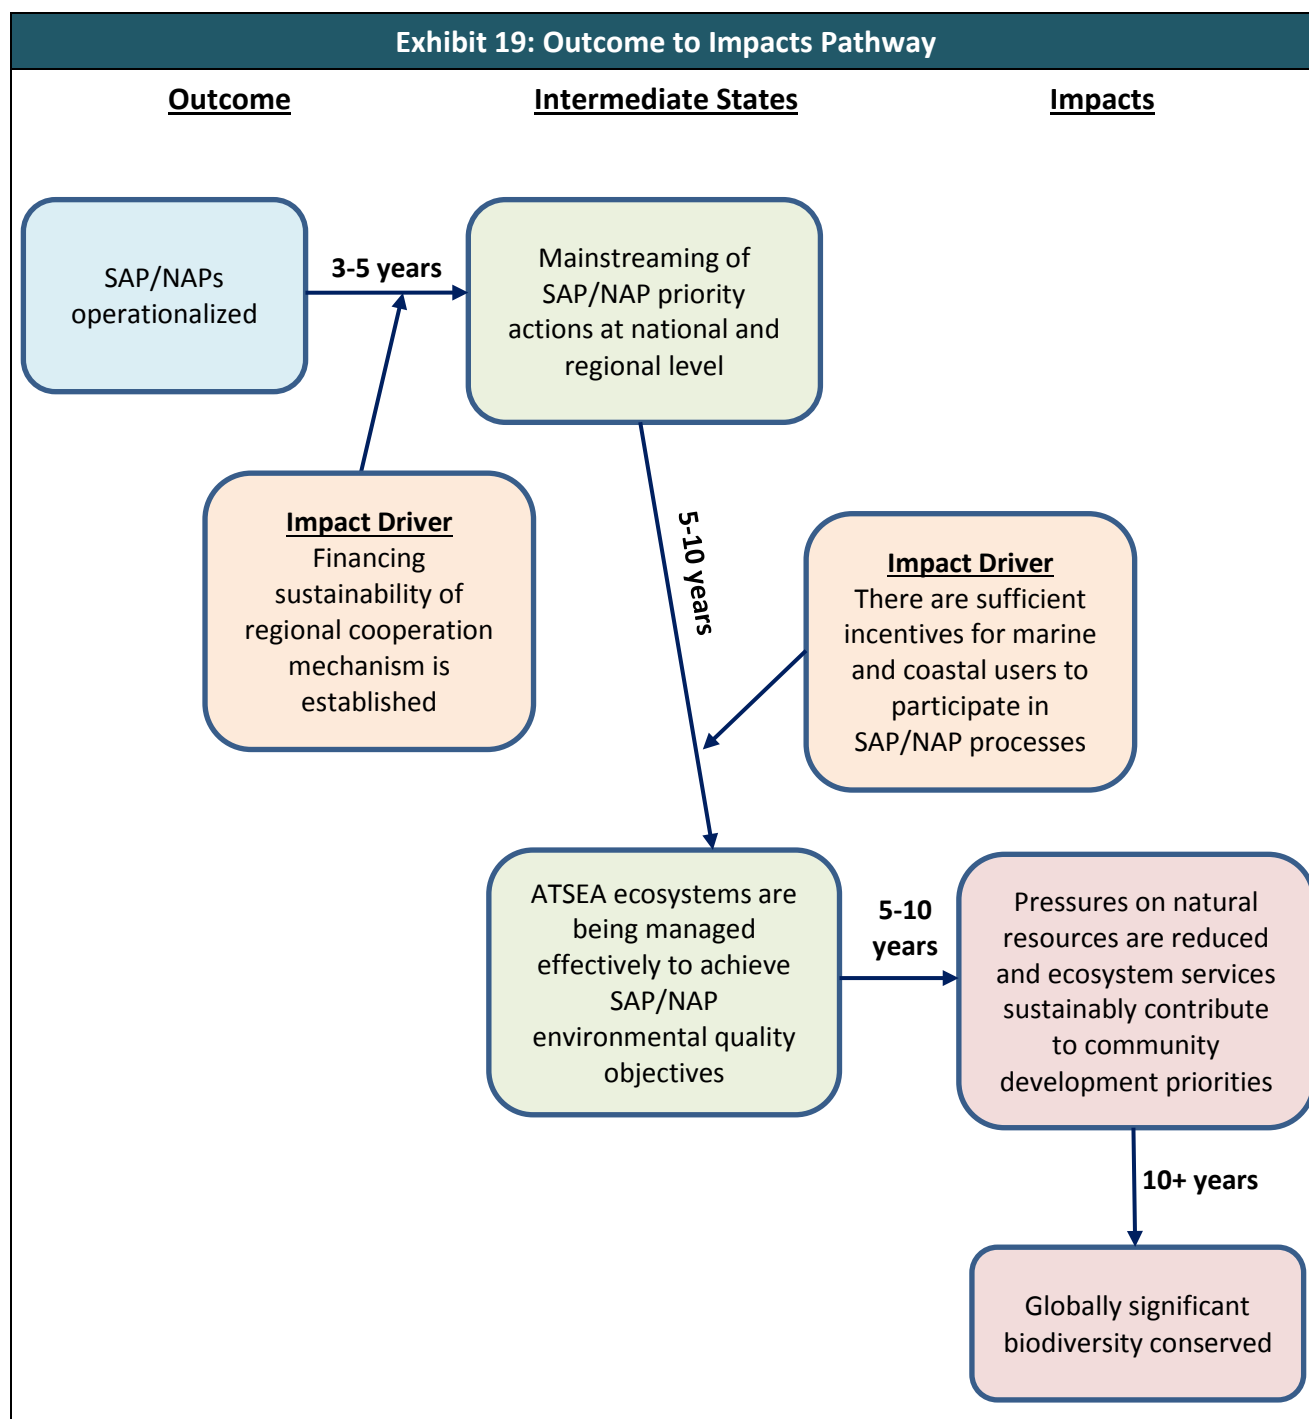 Exhibit 19: Outcome to Impacts Pathway
Outcome
Intermediate States
Impacts
SAP/NAPs
operationalized
3-5 years
Mainstreaming of
SAP/NAP priority
actions at national and
regional level
Impact Driver
Financing
sustainability of
regional cooperation
mechanism is
established
5-10 years
Impact Driver
There are sufficient
incentives for marine
and coastal users to
participate in
SAP/NAP processes
ATSEA ecosystems are
being managed
effectively to achieve
SAP/NAP
environmental quality
objectives
5-10
years
Pressures on natural
resources are reduced
and ecosystem services
sustainably contribute
to community
development priorities
10+ years
Globally significant
biodiversity conserved